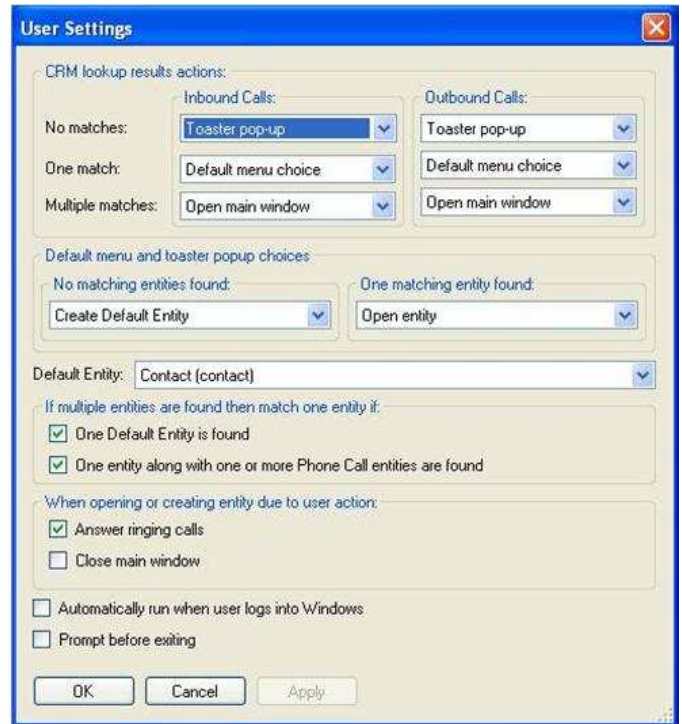 User Settings
CRM lookup results actions:
Inbound Calls: Outbound Calls:
No matches: Toaster pop-up Toaster pop-up
One match: Default menu choice Default menu choice
Multiple matches: Open main window Open main window
Default menu and toaster popup choices
No matching entities found: One matching entity found:
Create Default Entity Open entity
Default Entity: Contact (contact)
If multiple entities are found then match one entity if:
One Default Entity is found
One entity along with one or more Phone Call entities are found
When opening or creating entity due to user action:
Answer ringing calls
Close main window
Automatically run when user logs into Windows
Prompt before exiting
OK Cancel Apply